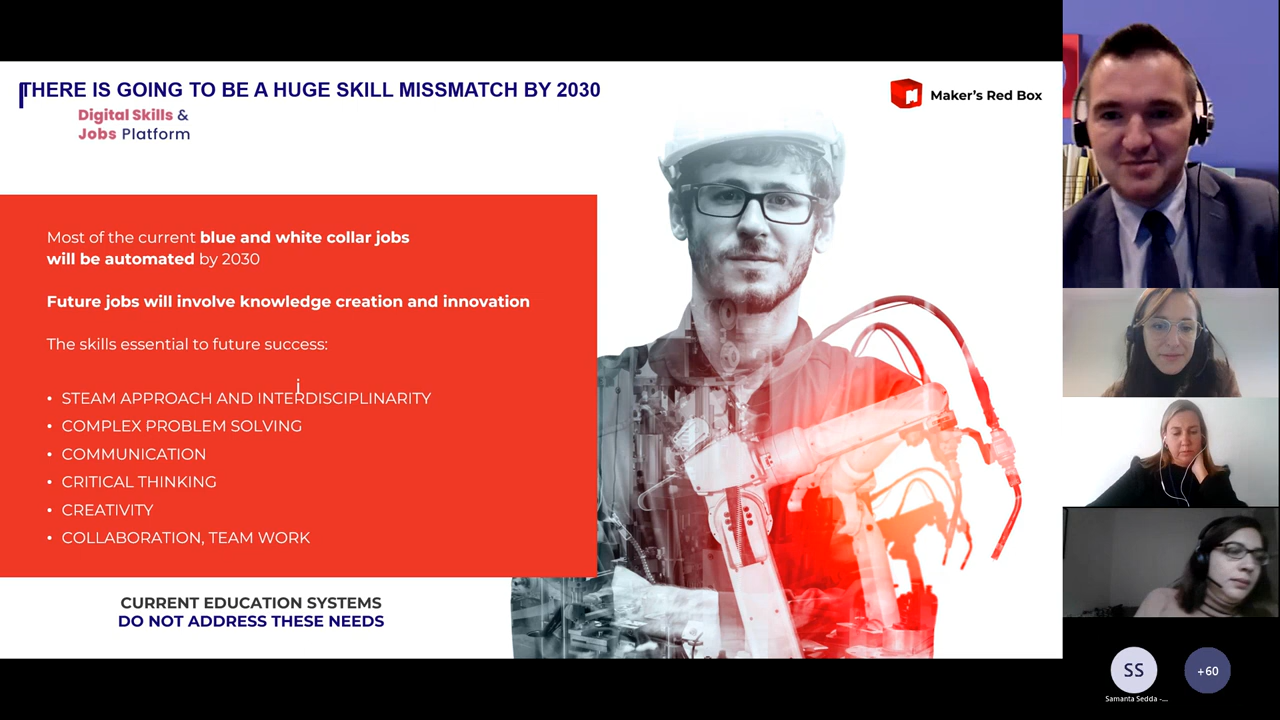 THERE IS GOING TO BE A HUGE SKILL MISSMATCH BY 2030
Digital Skills &
Jobs Platform
Maker's Red Box
Most of the current blue and white collar jobs
will be automated by 2030
Future jobs will involve knowledge creation and innovation
The skills essential to future success:
• STEAM APPROACH AND INTERDISCIPLINARITY
• COMPLEX PROBLEM SOLVING
• COMMUNICATION
• CRITICAL THINKING
• CREATIVITY
• COLLABORATION, TEAM WORK
CURRENT EDUCATION SYSTEMS
DO NOT ADDRESS THESE NEEDS
SS
+60
Samanta Sedda -...